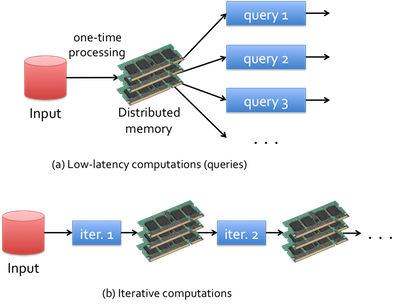 one-time
processing
query 1
query 2
query 3
Input
Distributed
memory
. . .
(a) Low-latency computations (queries)
iter. 1
iter. 2
. . .
Input
(b) Iterative computations